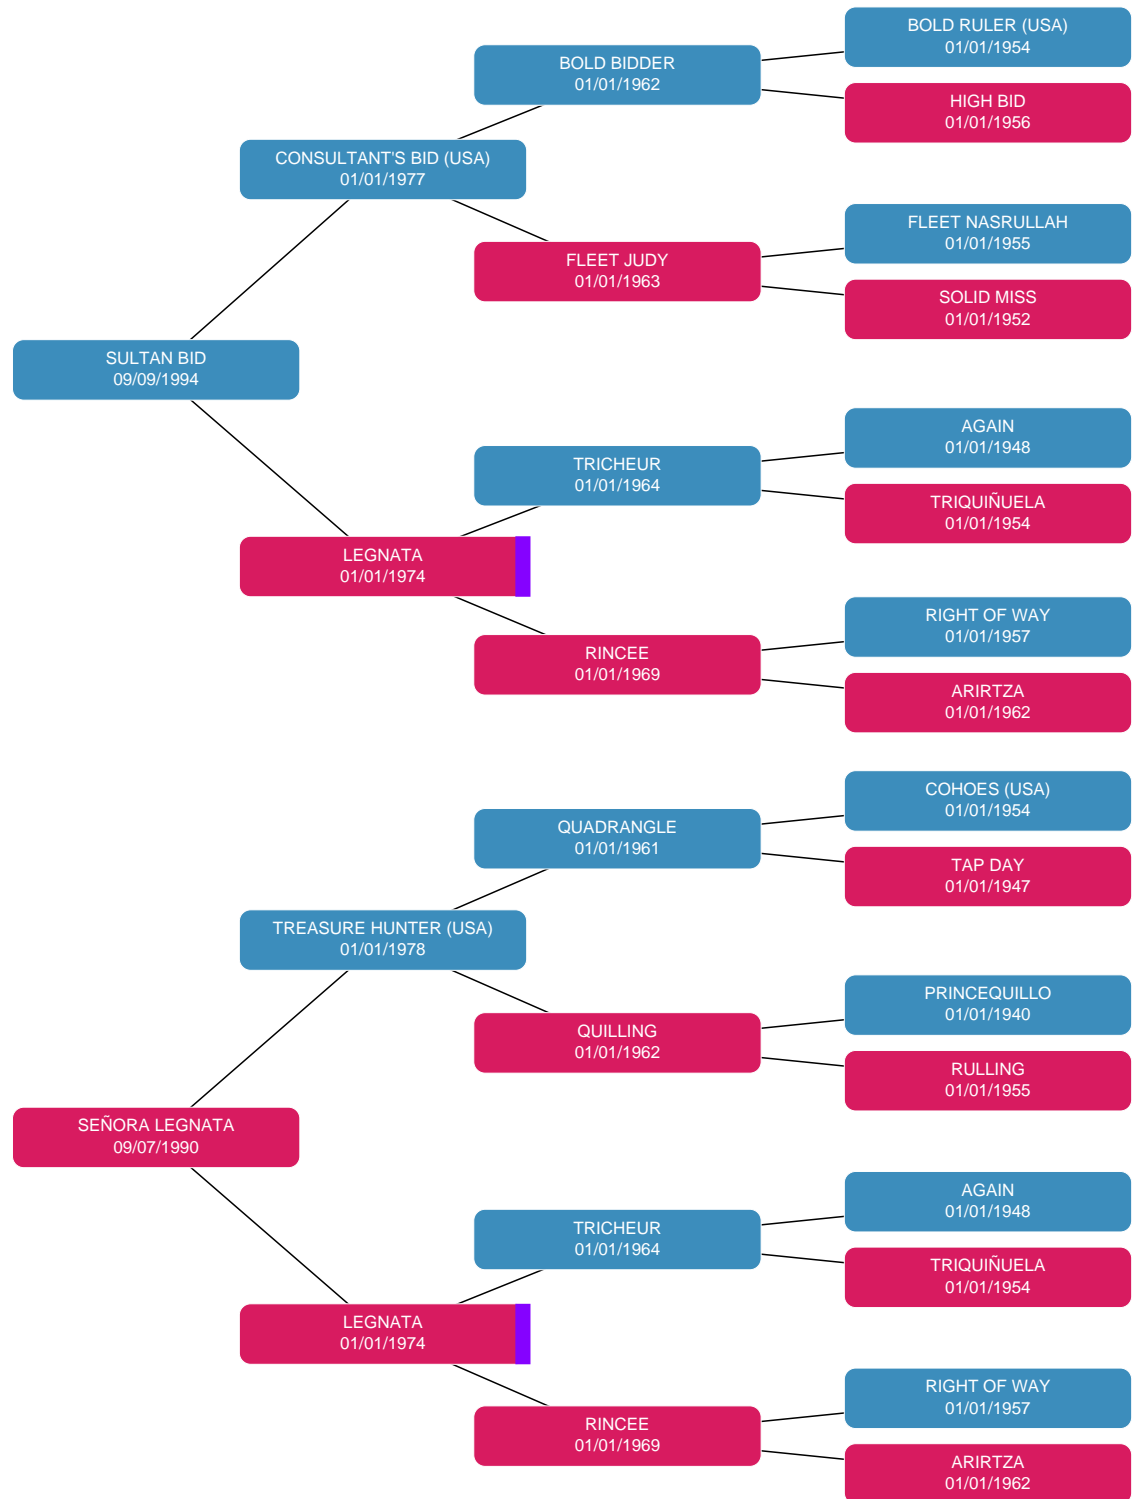 BOLD RULER (USA)
01/01/1954
BOLD BIDDER
01/01/1962
HIGH BID
01/01/1956
CONSULTANT'S BID (USA)
01/01/1977
FLEET NASRULLAH
01/01/1955
FLEET JUDY
01/01/1963
SOLID MISS
01/01/1952
SULTAN BID
09/09/1994
AGAIN
01/01/1948
TRICHEUR
01/01/1964
TRIQUIÑUELA
01/01/1954
LEGNATA
01/01/1974
RIGHT OF WAY
01/01/1957
RINCEE
01/01/1969
ARIRTZA
01/01/1962
COHOES (USA)
01/01/1954
QUADRANGLE
01/01/1961
TAP DAY
01/01/1947
TREASURE HUNTER (USA)
01/01/1978
PRINCEQUILLO
01/01/1940
QUILLING
01/01/1962
RULLING
01/01/1955
SEÑORA LEGNATA
09/07/1990
AGAIN
01/01/1948
TRICHEUR
01/01/1964
TRIQUIÑUELA
01/01/1954
LEGNATA
01/01/1974
RIGHT OF WAY
01/01/1957
RINCEE
01/01/1969
ARIRTZA
01/01/1962